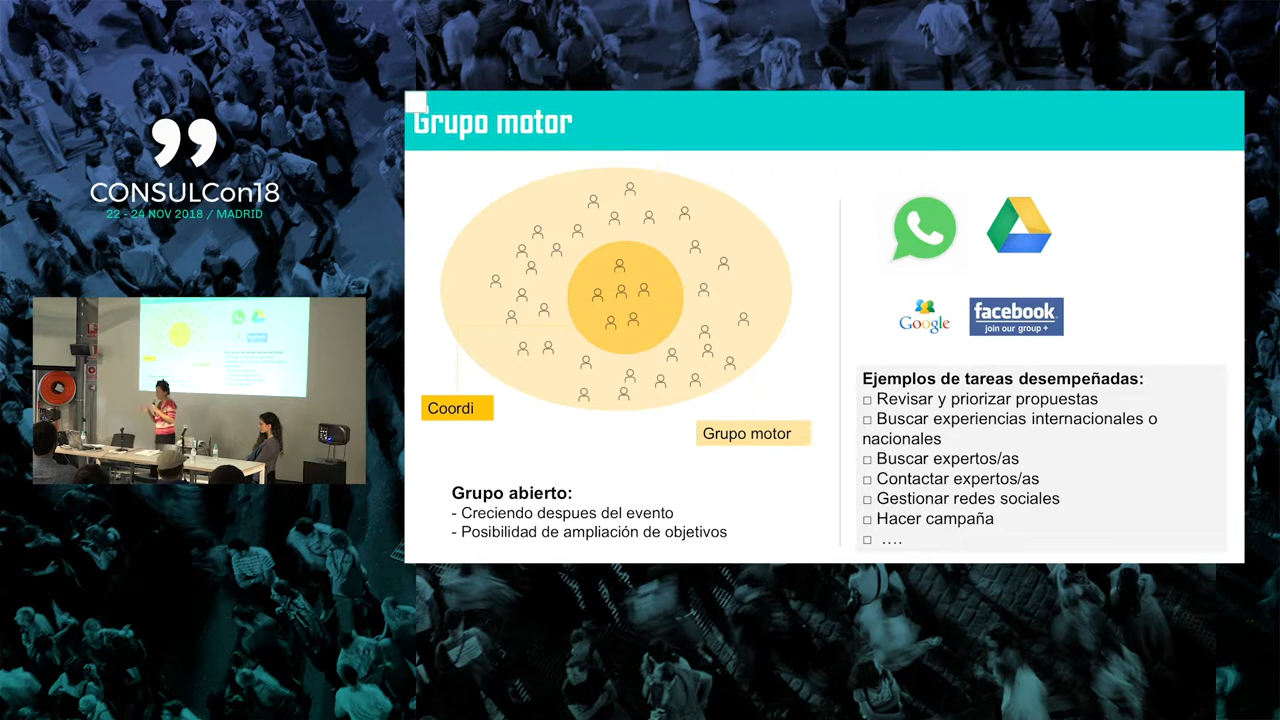 CONSULCon18
22 - 24 NOV 2018 / MADRID
Grupo motor
Coordi
Grupo motor
Grupo abierto:
- Creciendo despues del evento
- Posibilidad de ampliación de objetivos
Google
facebook
join our group +
Ejemplos de tareas desempeñadas:
□ Revisar y priorizar propuestas
□ Buscar experiencias internacionales o
nacionales
□ Buscar expertos/as
□ Contactar expertos/as
□ Gestionar redes sociales
□ Hacer campaña
□ ....